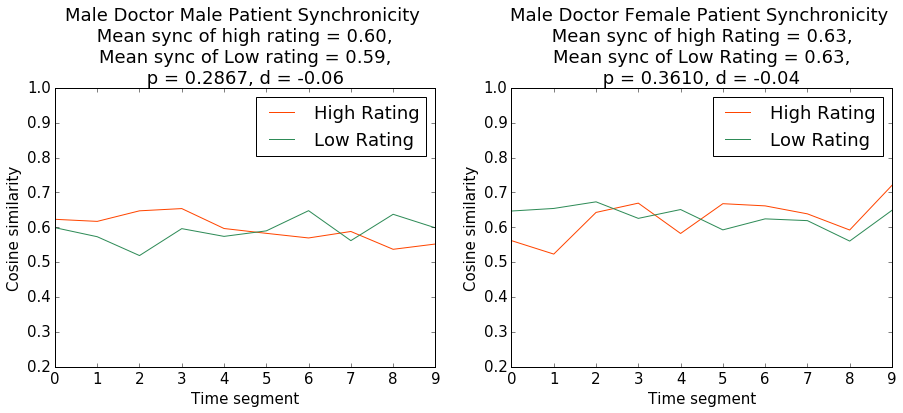 Male Doctor Male Patient Synchronicity
Mean sync of high rating = 0.60,
Mean sync of Low rating = 0.59,
p = 0.2867, d = -0.06
1.0
0.9
0.8
0.7
0.6
0.5
0.4
0.3
0.2
Cosine similarity
High Rating
Low Rating
0 1 2 3 4 5 6 7 8 9
Time segment
Male Doctor Female Patient Synchronicity
Mean sync of high Rating = 0.63,
Mean sync of Low Rating = 0.63,
p = 0.3610, d = -0.04
1.0
0.9
0.8
0.7
0.6
0.5
0.4
0.3
0.2
Cosine similarity
High Rating
Low Rating
0 1 2 3 4 5 6 7 8 9
Time segment